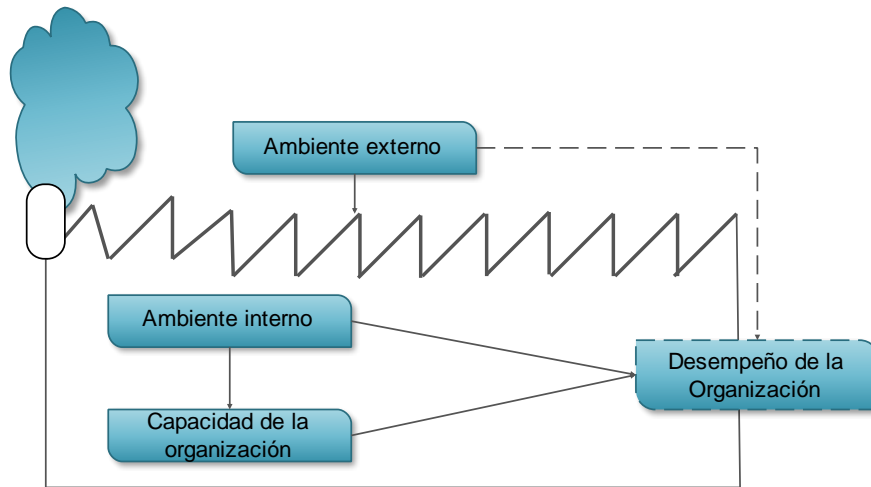 Ambiente externo
Ambiente interno
Desempeño de la
Organización
Capacidad de la
organización